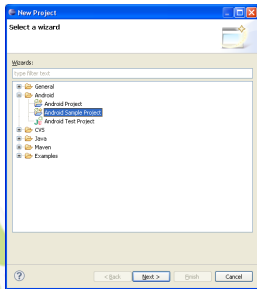 New Project
Select a wizard
Wizards:
type filter text
General
Android
Android Project
Android Sample Project
Android Test Project
CVS
Java
Maven
Examples
< Back
Next >
Finish
Cancel